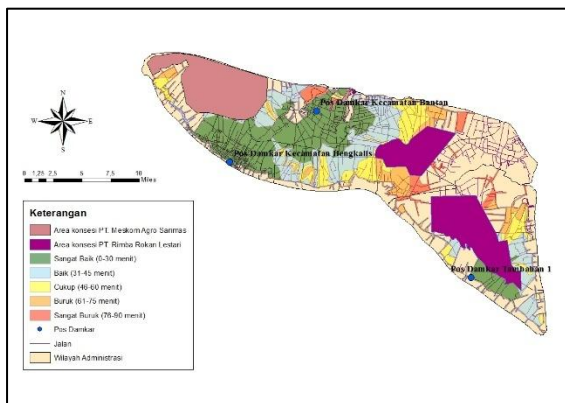 Pos Damkar Kecamatan Bantan
Pos Damkar Kecamatan Bengkalis
N
W E
S
0 1,25 2,5 5 7,5 10
Miles
Pos Damkar Tambahan 1
Keterangan
Area konsesi PT. Meskom Agro Sarimas
Area konsesi PT. Rimba Rokan Lestari
Sangat Baik (0-30 menit)
Baik (31-45 menit)
Cukup (46-60 menit)
Buruk (61-75 menit)
Sangat Buruk (76-90 menit)
Pos Damkar
Jalan
Wilayah Administrasi